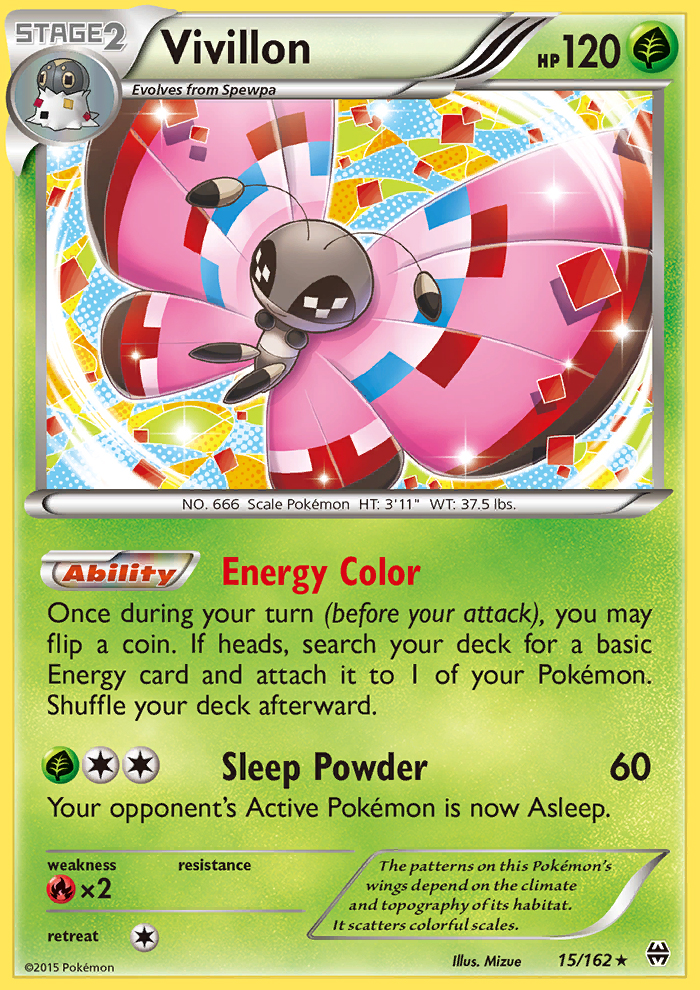 STAGE2
Vivillon
HP120
Evolves from Spewpa
NO. 666 Scale Pokémon HT: 3'11" WT: 37.5 lbs.
Ability Energy Color
Once during your turn (before your attack), you may
flip a coin. If heads, search your deck for a basic
Energy card and attach it to 1 of your Pokémon.
Shuffle your deck afterward.
Sleep Powder 60
Your opponent's Active Pokémon is now Asleep.
weakness resistance
×2
retreat
The patterns on this Pokémon's
wings depend on the climate
and topography of its habitat.
It scatters colorful scales.
©2015 Pokémon Illus. Mizue 15/162 ★